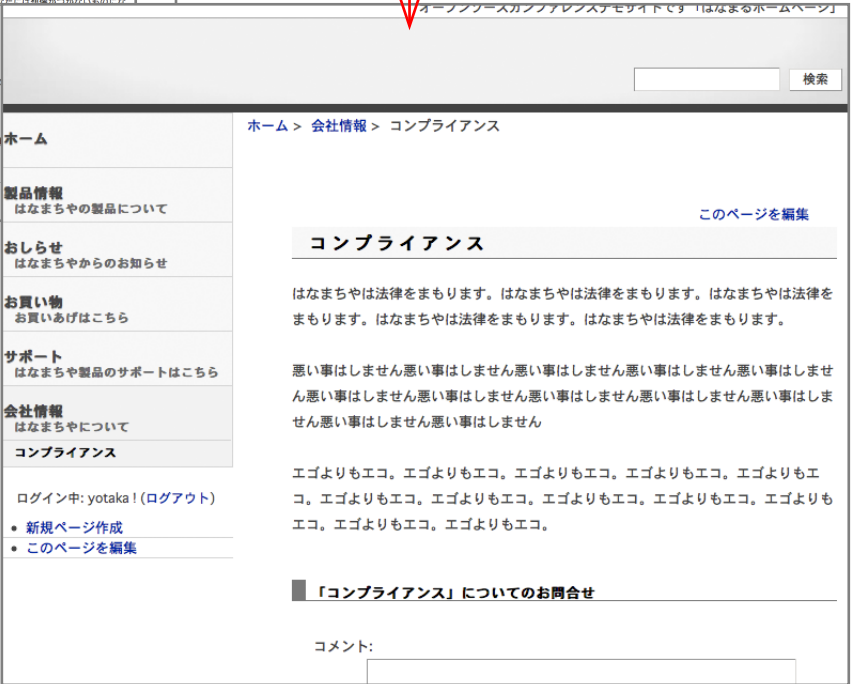 オープンソースカンファレンスデモサイトです「はなまるホームページ」
検索
ホーム > 会社情報 > コンプライアンス
ホーム
製品情報
はなまちやの製品について
おしらせ
はなまちやからのお知らせ
お買い物
お買いあげはこちら
サポート
はなまちや製品のサポートはこちら
会社情報
はなまちやについて
コンプライアンス
ログイン中: yotaka ! (ログアウト)
• 新規ページ作成
• このページを編集
このページを編集
コンプライアンス
はなまちやは法律をまもります。はなまちやは法律をまもります。はなまちやは法律を
まもります。はなまちやは法律をまもります。はなまちやは法律をまもります。
悪い事はしません悪い事はしません悪い事はしません悪い事はしません悪い事はしませ
ん悪い事はしません悪い事はしません悪い事はしません悪い事はしません悪い事はしま
せん悪い事はしません悪い事はしません
エゴよりもエコ。エゴよりもエコ。エゴよりもエコ。エゴよりもエコ。エゴよりもエ
コ。エゴよりもエコ。エゴよりもエコ。エゴよりもエコ。エゴよりもエコ。エゴよりも
エコ。エゴよりもエコ。エゴよりもエコ。
「コンプライアンス」についてのお問合せ
コメント: